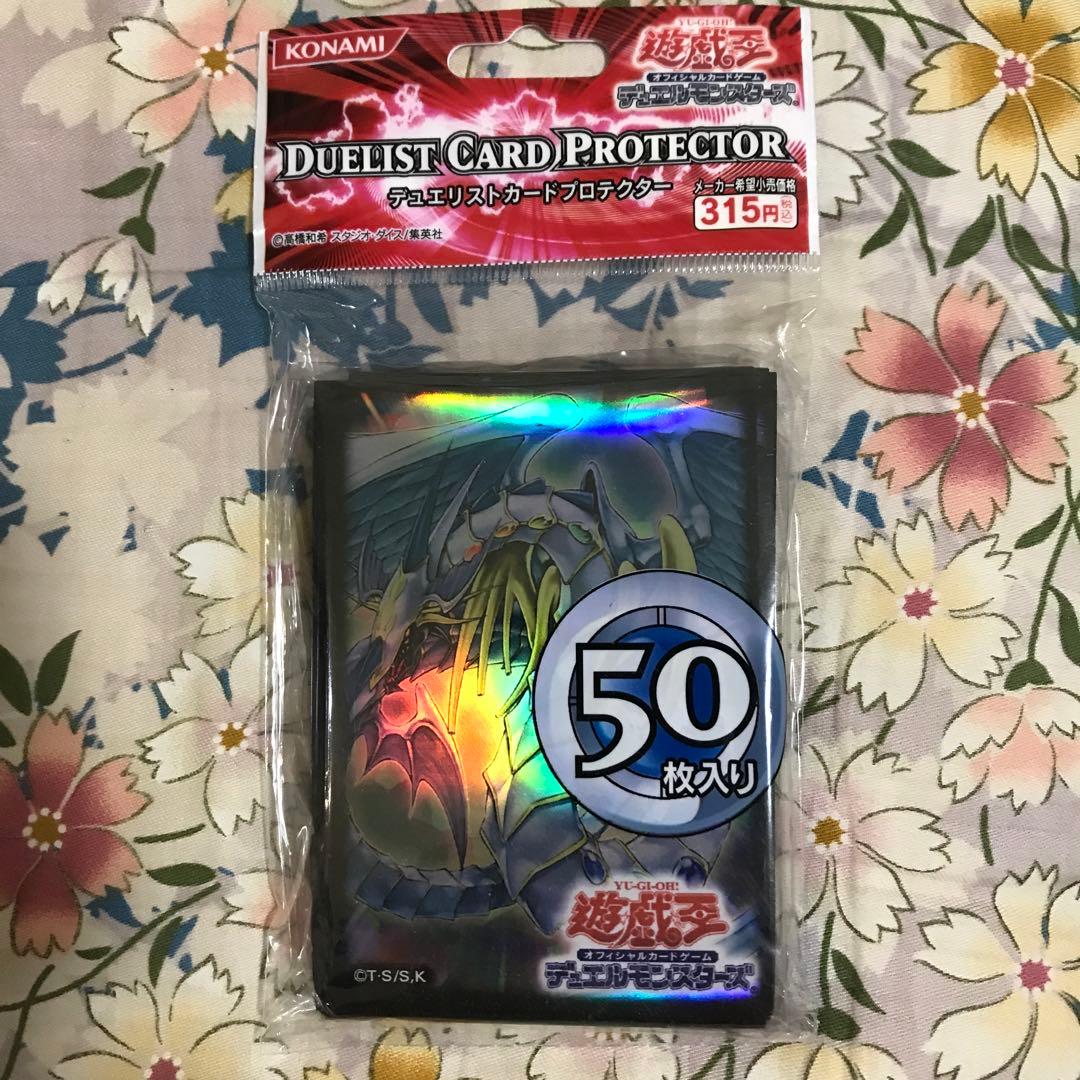 KONAMI
YU-GI-OH!
遊戯王
オフィシャルカードゲーム
デュエルモンスターズ
DUELIST CARD PROTECTOR
デュエリストカードプロテクター
メーカー希望小売価格
315円(税込)
©高橋和希 スタジオ・ダイス/集英社
50
枚入り
YU-GI-OH!
遊戯王
オフィシャルカードゲーム
デュエルモンスターズ
©T・S/S,K